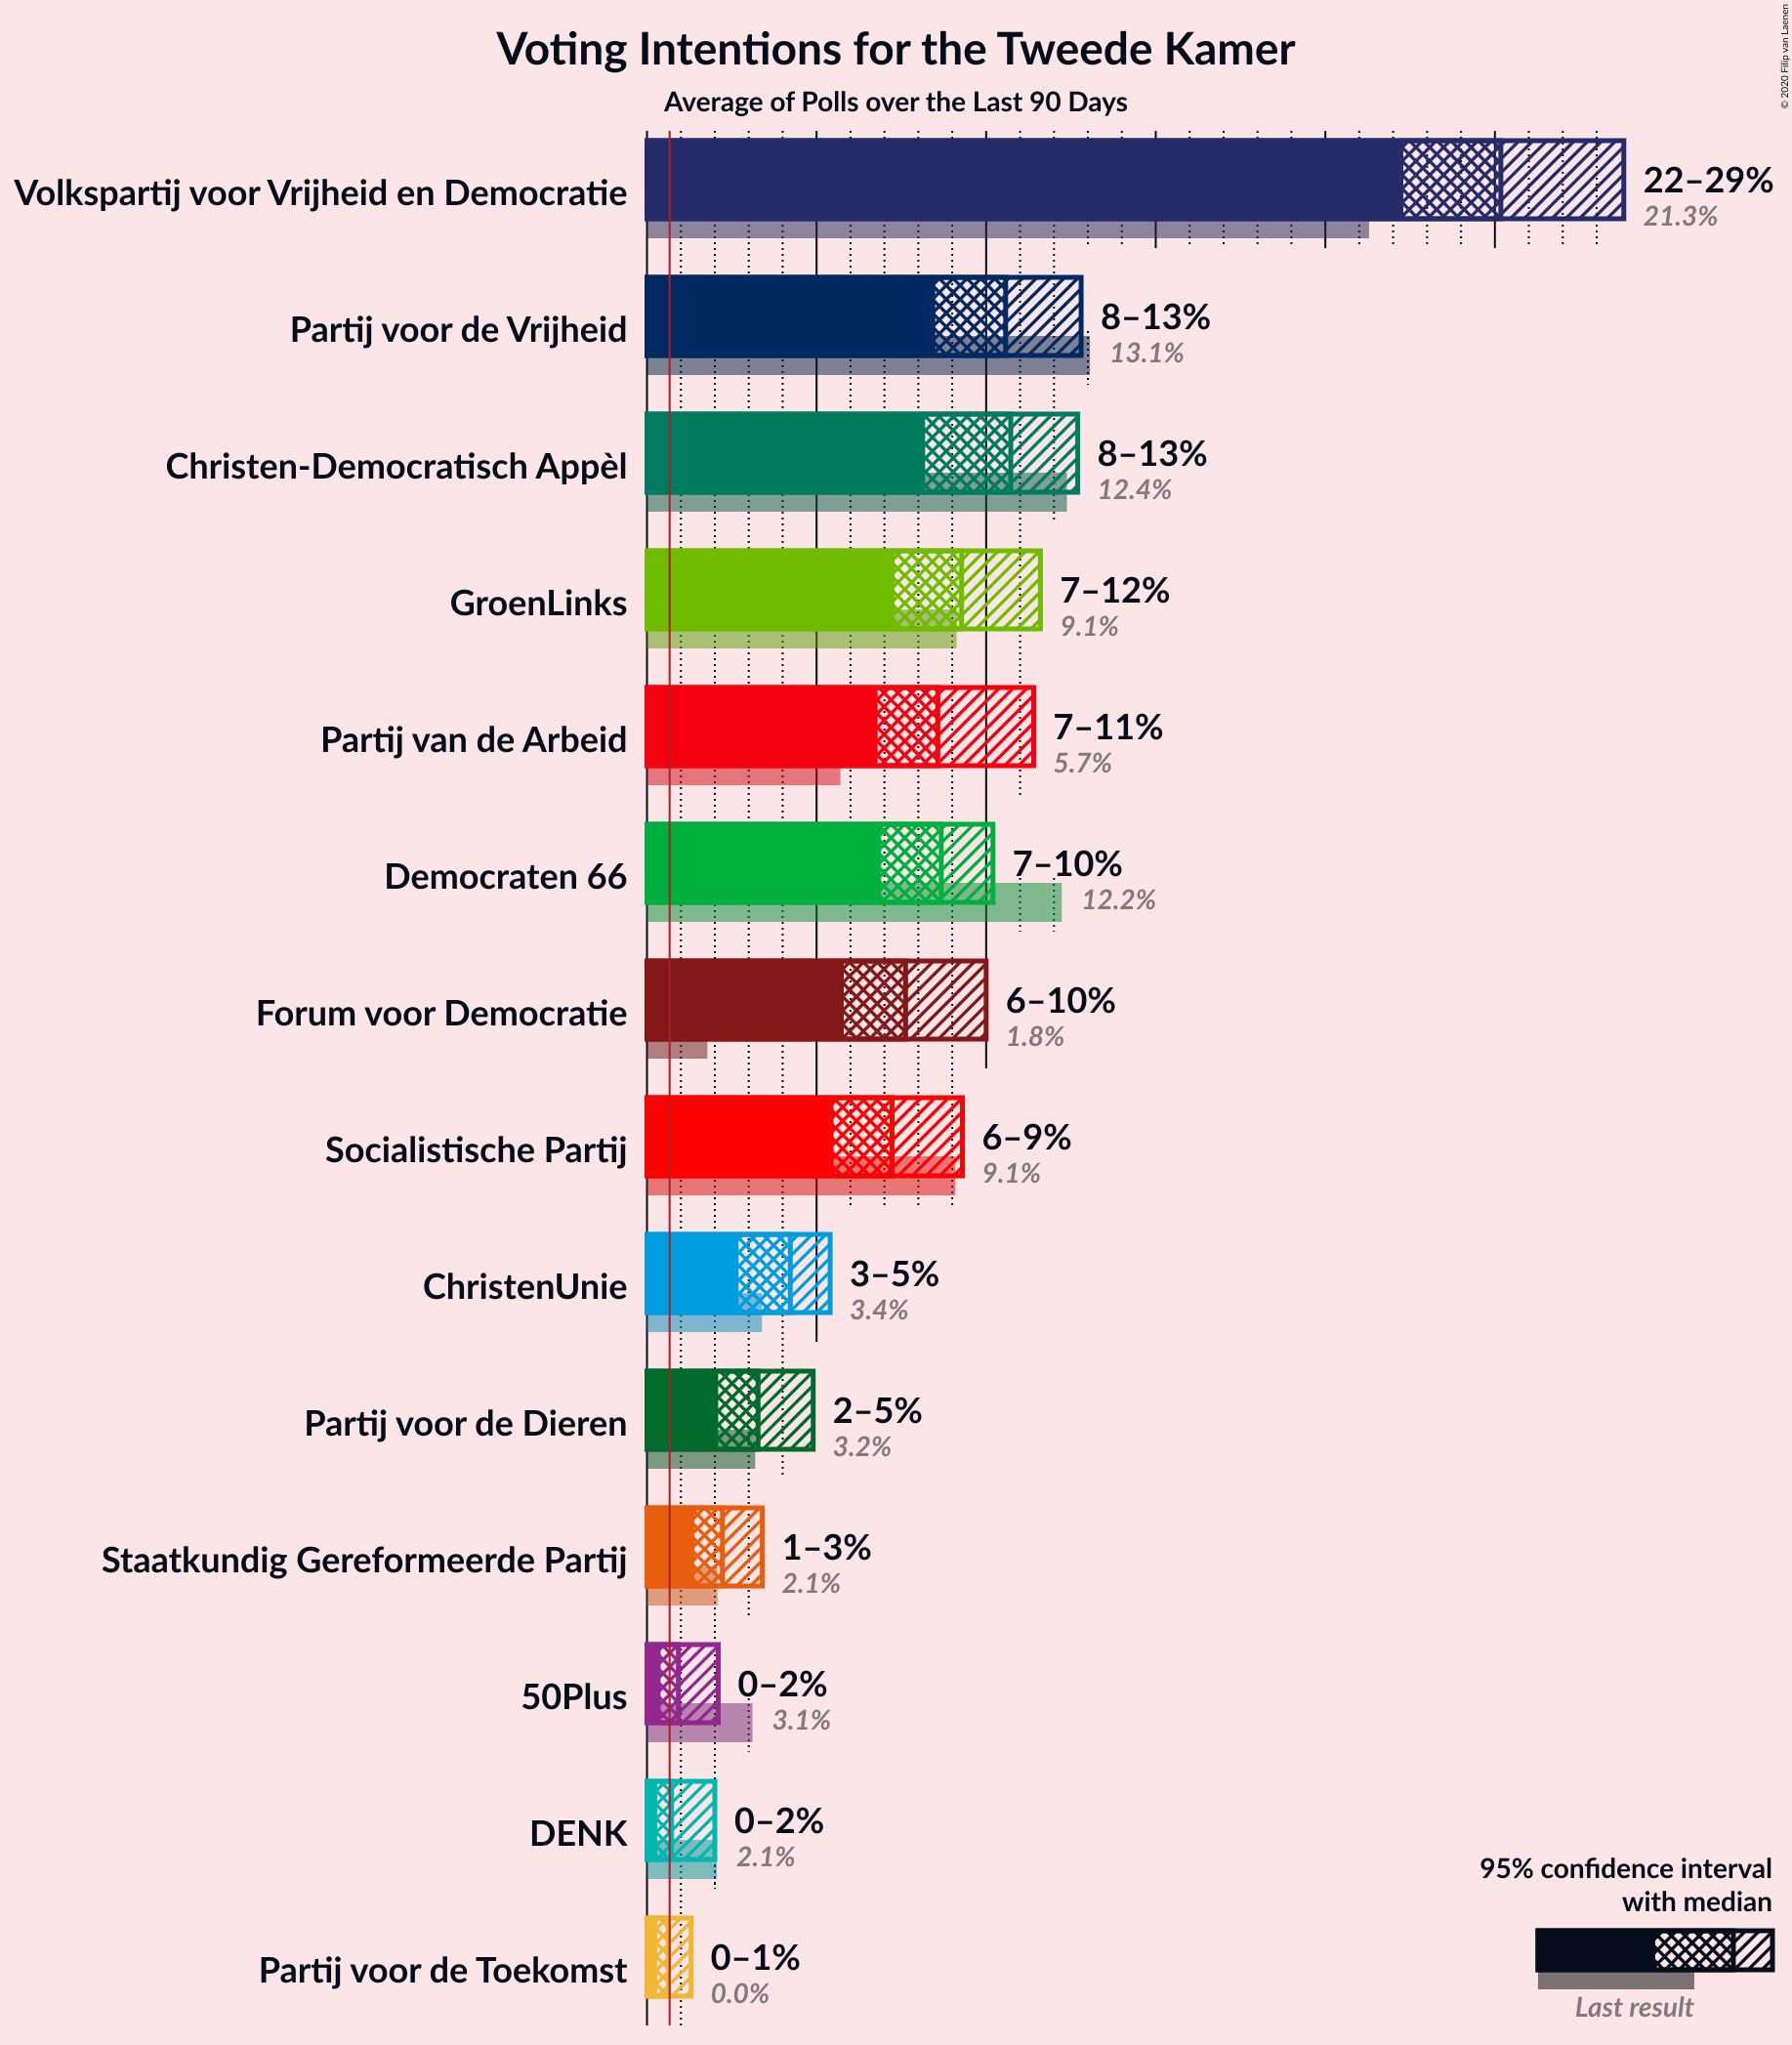 Voting Intentions for the Tweede Kamer
Average of Polls over the Last 90 Days
© 2020 Filip van Laenen
Volkspartij voor Vrijheid en Democratie
22–29%
21.3%
Partij voor de Vrijheid
8–13%
13.1%
Christen-Democratisch Appèl
8–13%
12.4%
GroenLinks
7–12%
9.1%
Partij van de Arbeid
7–11%
5.7%
Democraten 66
7–10%
12.2%
Forum voor Democratie
6–10%
1.8%
Socialistische Partij
6–9%
9.1%
ChristenUnie
3–5%
3.4%
Partij voor de Dieren
2–5%
3.2%
Staatkundig Gereformeerde Partij
1–3%
2.1%
50Plus
0–2%
3.1%
DENK
0–2%
2.1%
Partij voor de Toekomst
0–1%
0.0%
95% confidence interval
with median
Last result